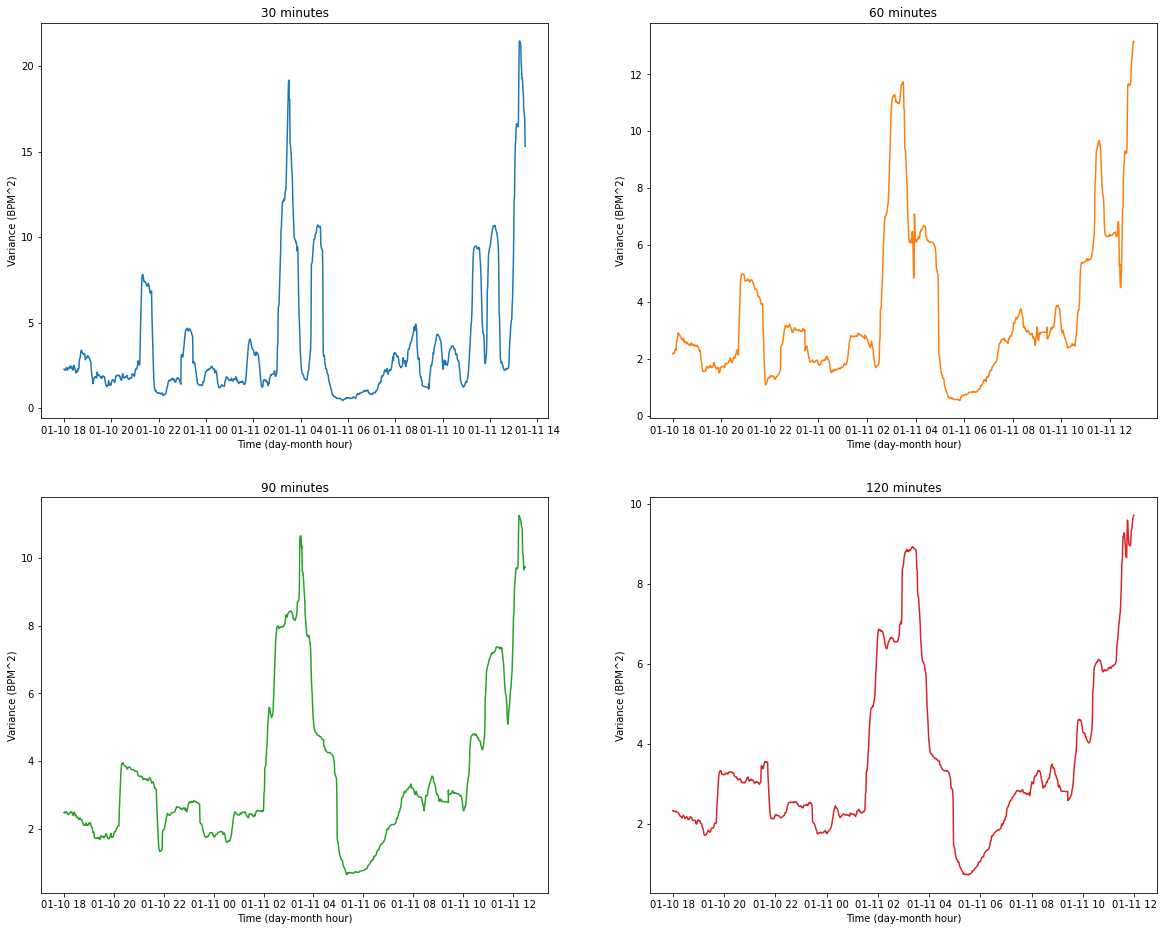 30 minutes
Variance (BPM^2)
20
15
10
5
0
01-10 18 01-10 20 01-10 22 01-11 00 01-11 02 01-11 04 01-11 06 01-11 08 01-11 10 01-11 12 01-11 14
Time (day-month hour)
60 minutes
Variance (BPM^2)
12
10
8
6
4
2
0
01-10 18 01-10 20 01-10 22 01-11 00 01-11 02 01-11 04 01-11 06 01-11 08 01-11 10 01-11 12
Time (day-month hour)
90 minutes
Variance (BPM^2)
10
8
6
4
2
01-10 18 01-10 20 01-10 22 01-11 00 01-11 02 01-11 04 01-11 06 01-11 08 01-11 10 01-11 12
Time (day-month hour)
120 minutes
Variance (BPM^2)
10
8
6
4
2
01-10 18 01-10 20 01-10 22 01-11 00 01-11 02 01-11 04 01-11 06 01-11 08 01-11 10 01-11 12
Time (day-month hour)